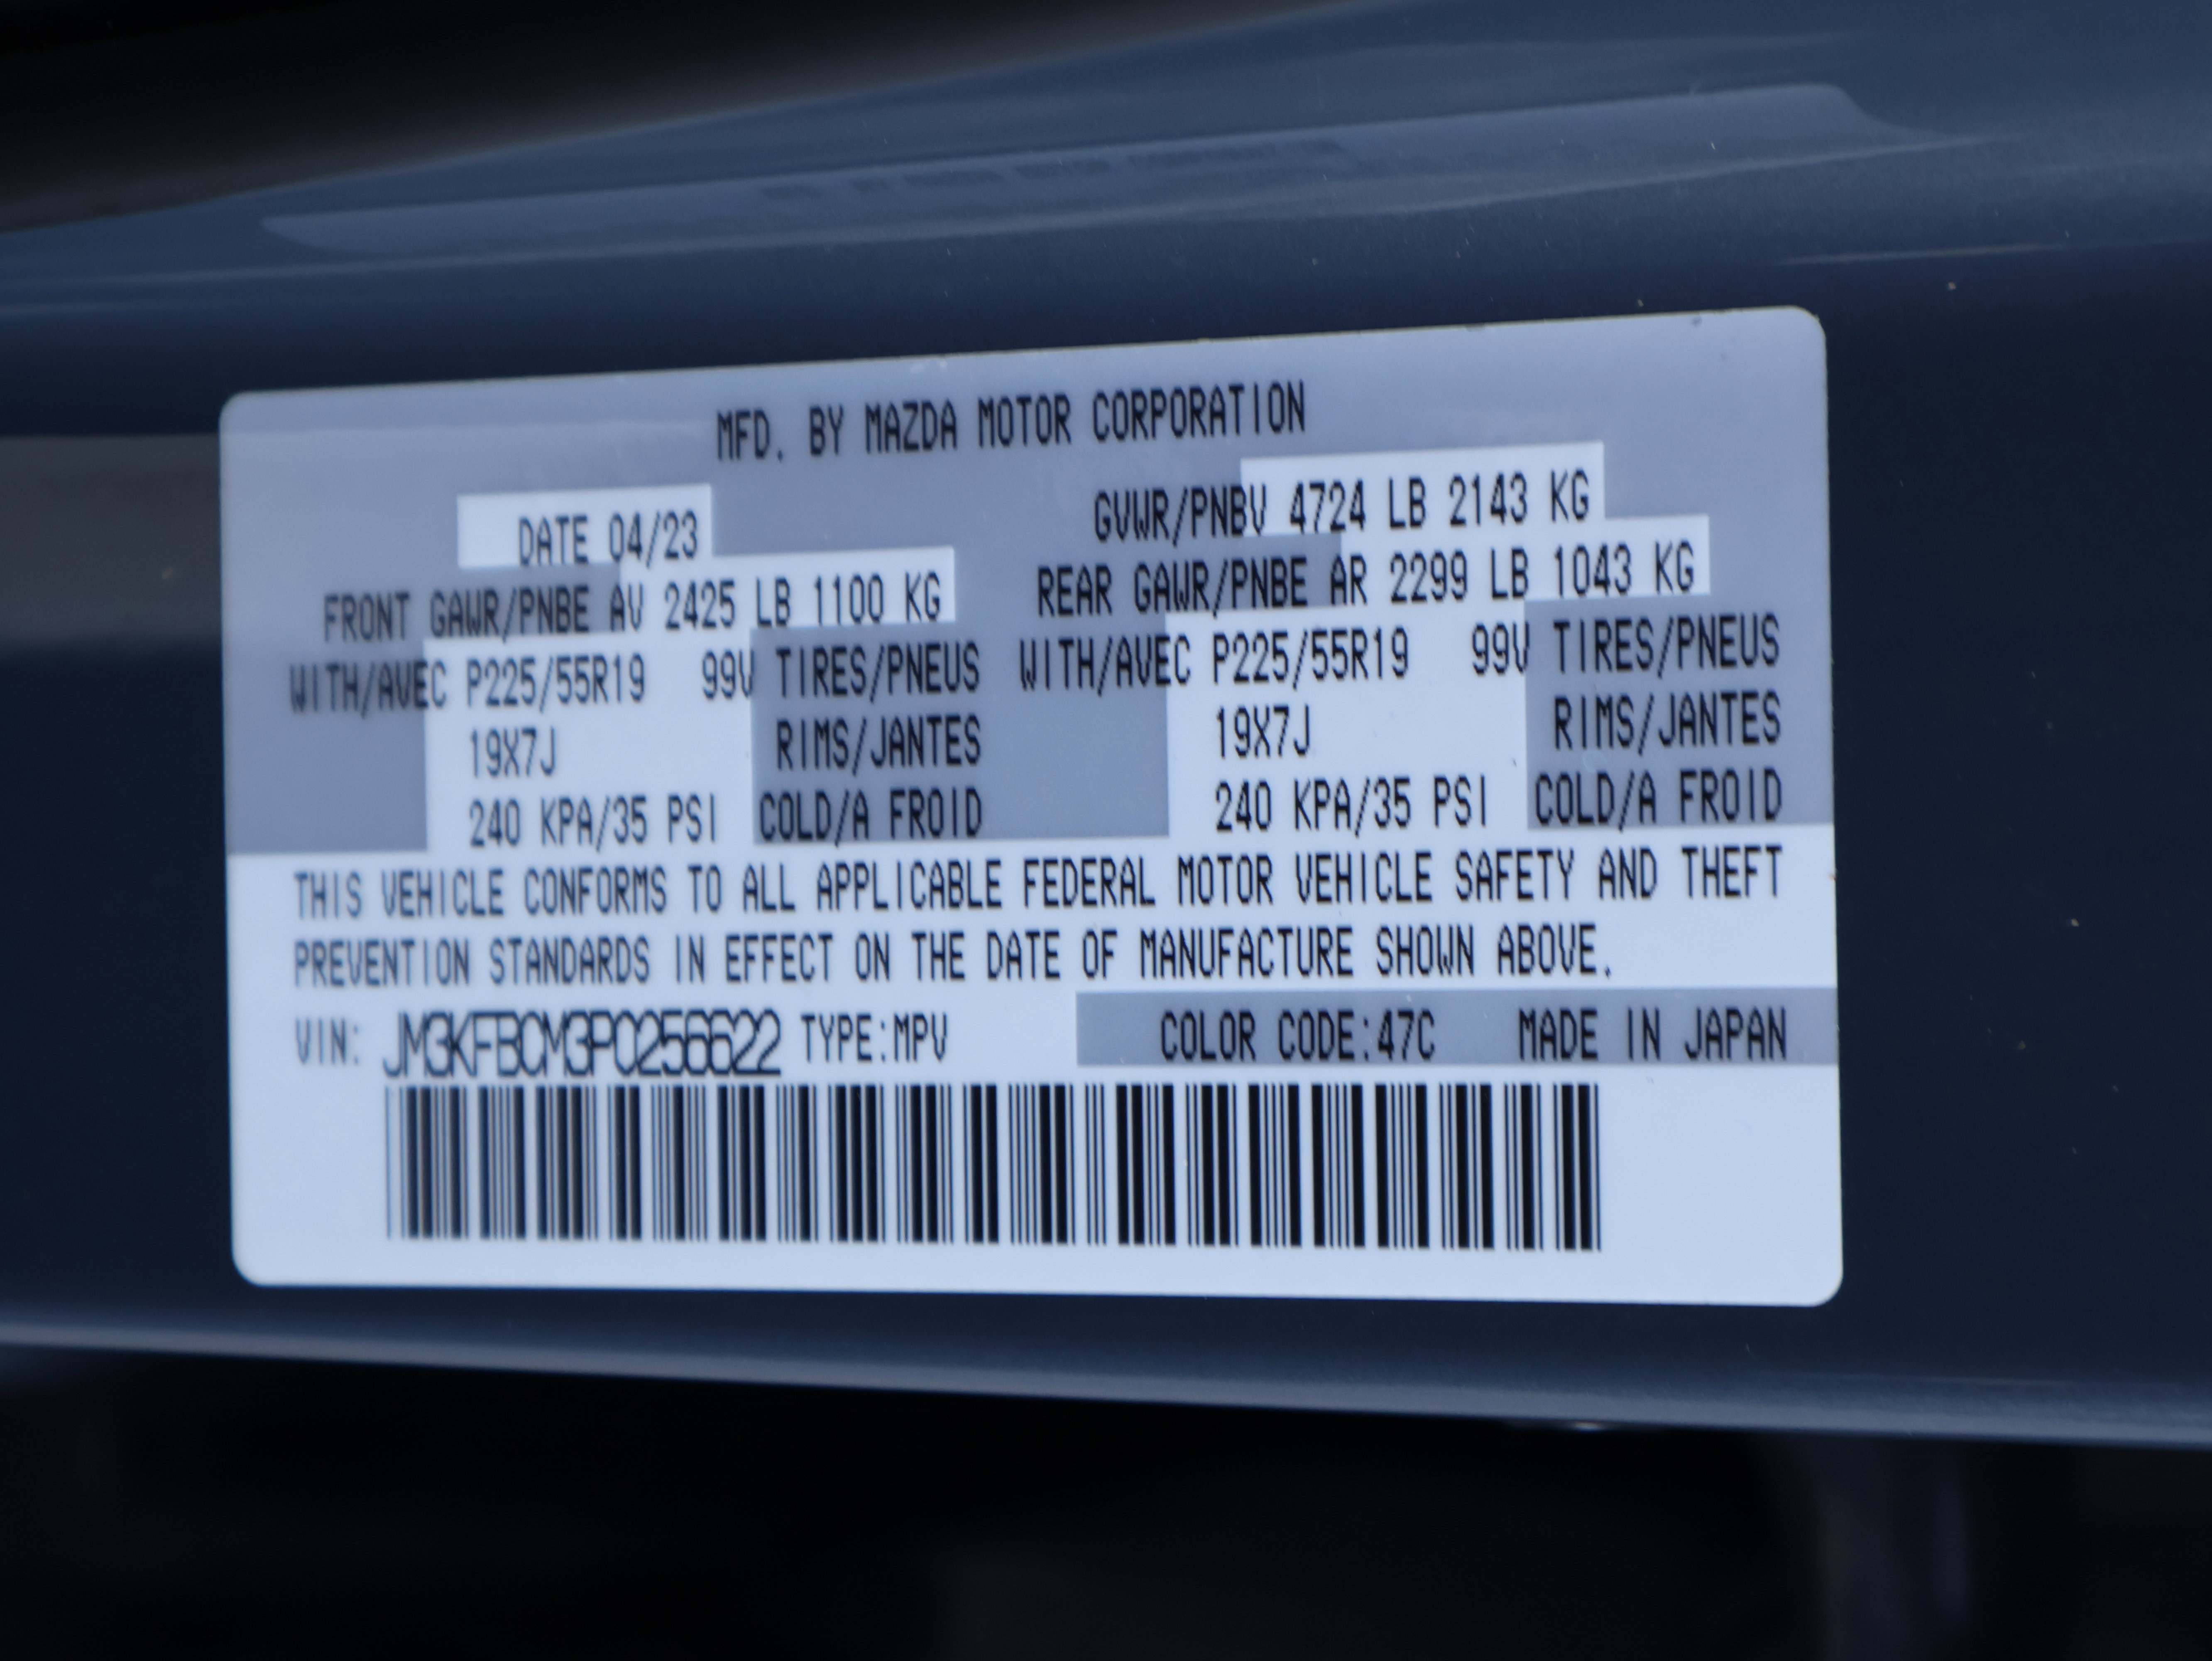 MFD. BY MAZDA MOTOR CORPORATION
DATE 04/23 GVWR/PNBV 4724 LB 2143 KG
FRONT GAWR/PNBE AV 2425 LB 1100 KG REAR GAWR/PNBE AR 2299 LB 1043 KG
WITH/AVEC P225/55R19 99V TIRES/PNEUS WITH/AVEC P225/55R19 99V TIRES/PNEUS
19X7J RIMS/JANTES 19X7J RIMS/JANTES
240 KPA/35 PSI COLD/A FROID 240 KPA/35 PSI COLD/A FROID
THIS VEHICLE CONFORMS TO ALL APPLICABLE FEDERAL MOTOR VEHICLE SAFETY AND THEFT
PREVENTION STANDARDS IN EFFECT ON THE DATE OF MANUFACTURE SHOWN ABOVE.
VIN: JM3KFBCM3P0256622 TYPE:MPV COLOR CODE:47C MADE IN JAPAN